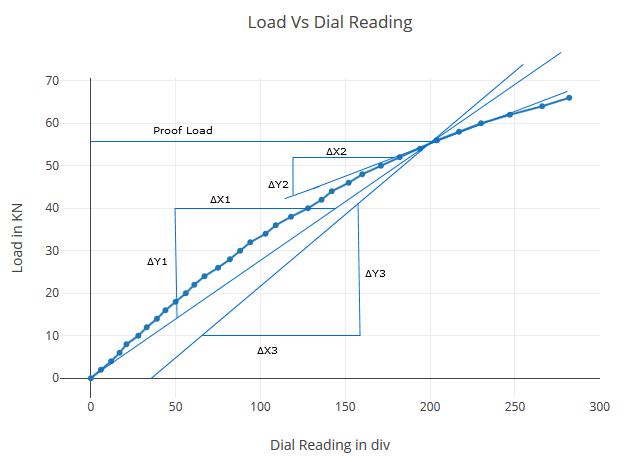 Load Vs Dial Reading
70
Proof Load
60
ΔX2
50
ΔY2
ΔX1
40
Load in KN
30
ΔY1
ΔY3
20
10
ΔX3
0
0 50 100 150 200 250 300
Dial Reading in div